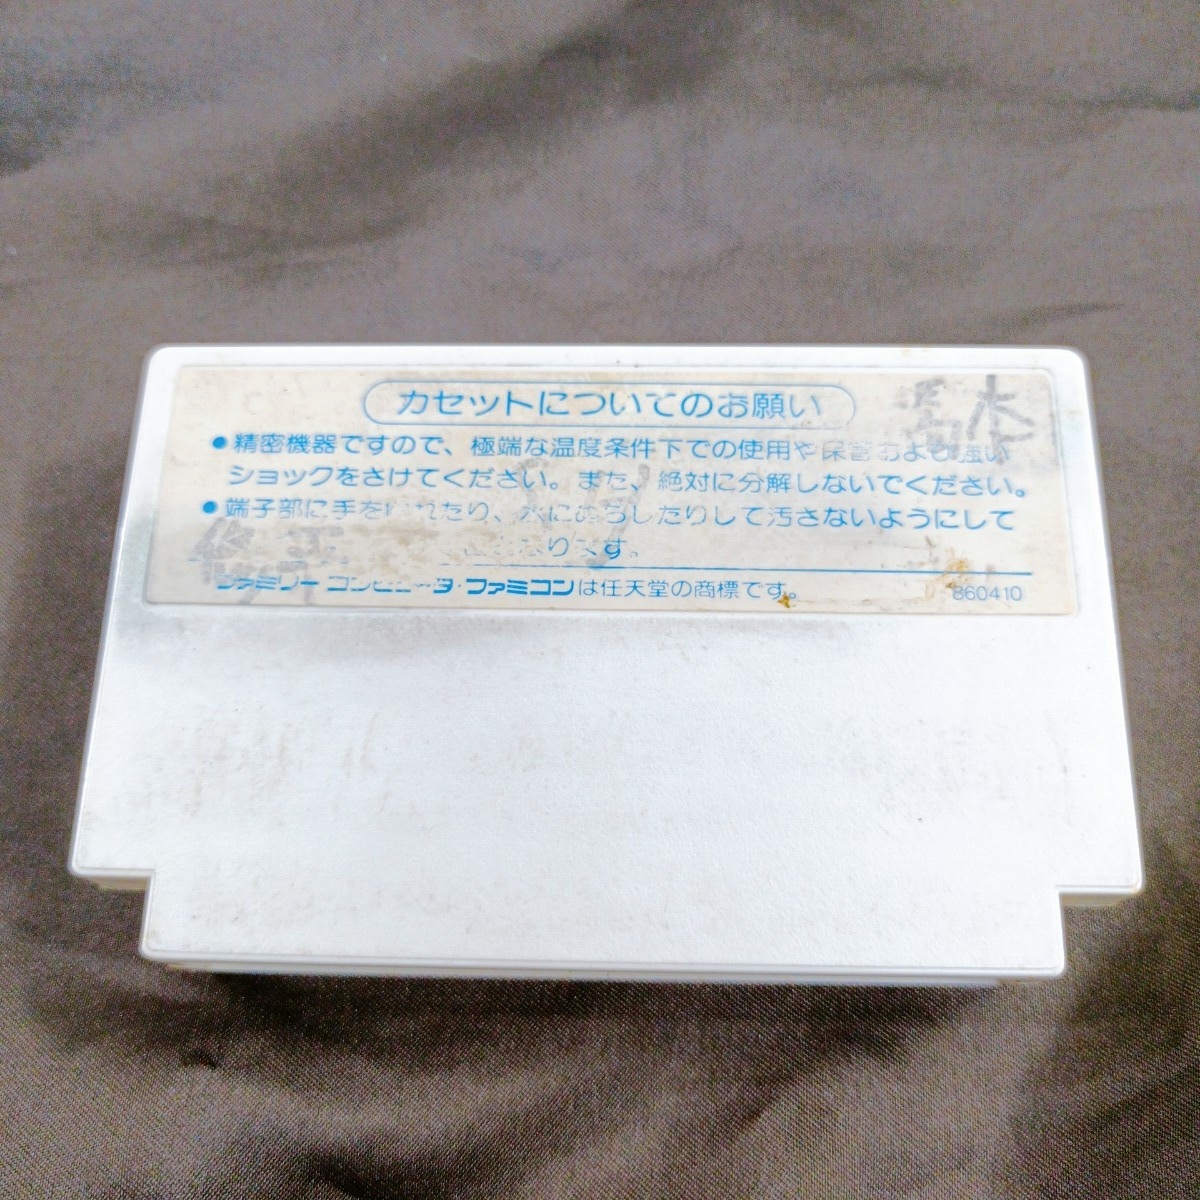 カセットについてのお願い
●精密機器ですので、極端な温度条件下での使用や保管および強い
ショックをさけてください。また、絶対に分解しないでください。
●端子部に手をふれたり、水にぬらしたりして汚さないようにして
なります。
ファミリーコンピュータ・ファミコンは任天堂の商標です。
860410